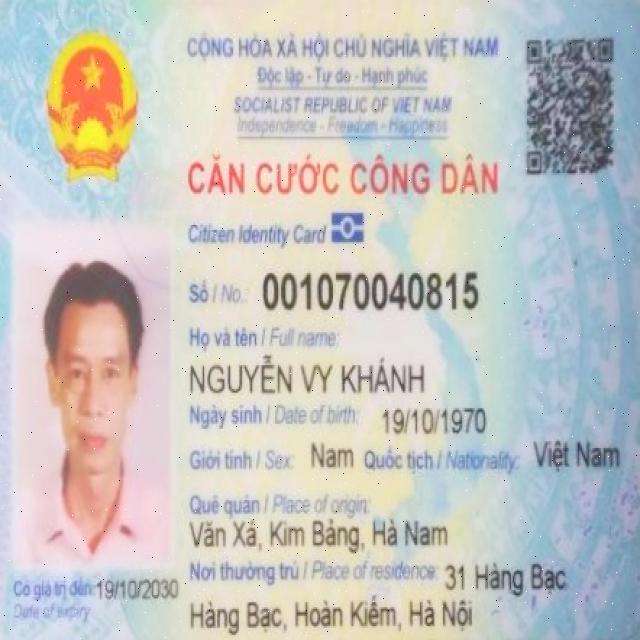 CỘNG HÒA XÃ HỘI CHỦ NGHĨA VIỆT NAM
Độc lập - Tự do - Hạnh phúc
SOCIALIST REPUBLIC OF VIET NAM
Independence - Freedom - Happiness
CĂN CƯỚC CÔNG DÂN
Citizen Identity Card
Số / No.: 001070040815
Họ và tên / Full name:
NGUYỄN VY KHÁNH
Ngày sinh / Date of birth: 19/10/1970
Giới tính / Sex: Nam Quốc tịch / Nationality: Việt Nam
Quê quán / Place of origin:
Văn Xá, Kim Bảng, Hà Nam
Nơi thường trú / Place of residence: 31 Hàng Bạc
Hàng Bạc, Hoàn Kiếm, Hà Nội
Có giá trị đến: 19/10/2030
Date of expiry